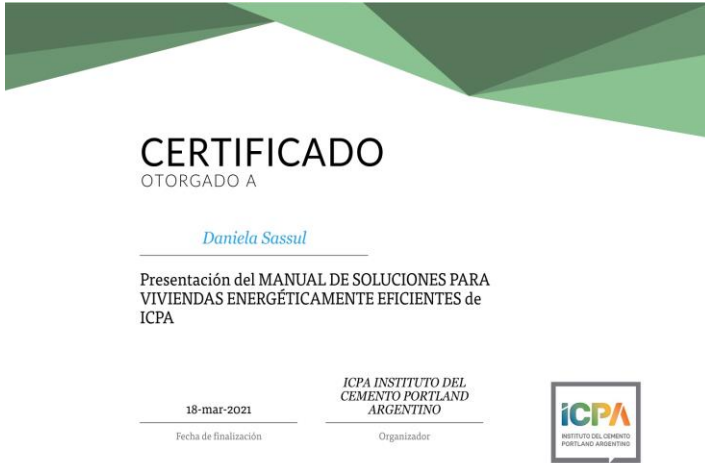 CERTIFICADO
OTORGADO A
Daniela Sassul
Presentación del MANUAL DE SOLUCIONES PARA
VIVIENDAS ENERGÉTICAMENTE EFICIENTES de
ICPA
18-mar-2021
Fecha de finalización
ICPA INSTITUTO DEL
CEMENTO PORTLAND
ARGENTINO
Organizador
ICPA
INSTITUTO DEL CEMENTO
PORTLAND ARGENTINO